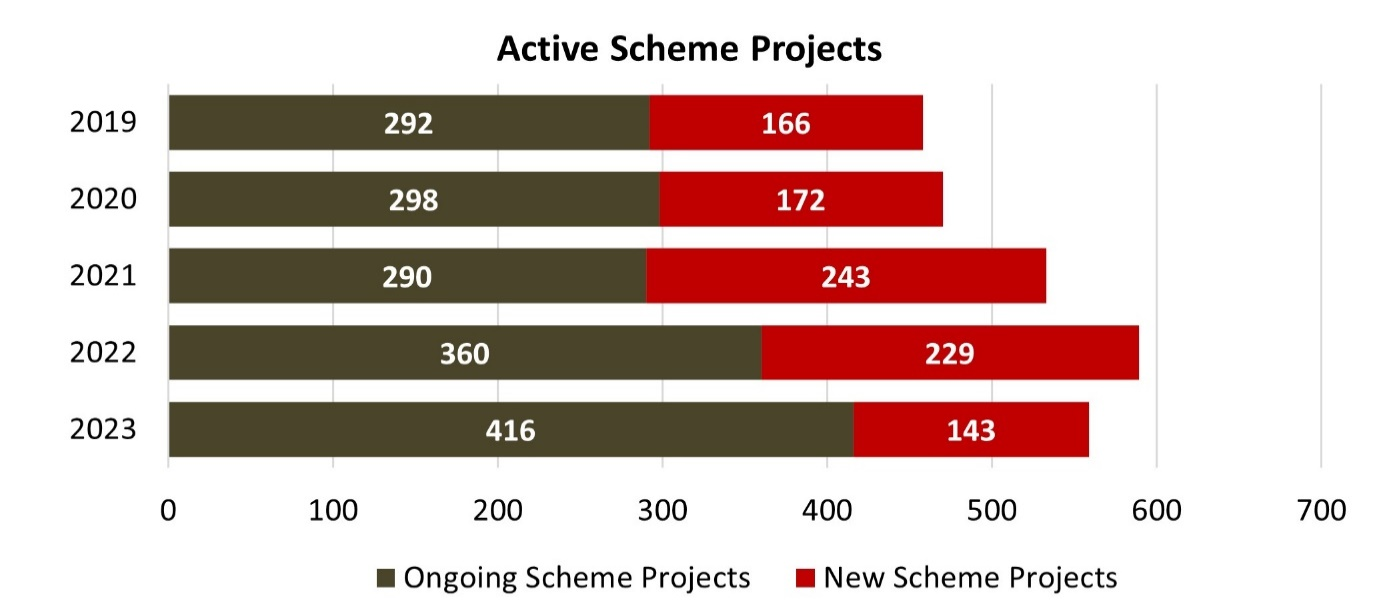 Active Scheme Projects
2019 292 166
2020 298 172
2021 290 243
2022 360 229
2023 416 143
0 100 200 300 400 500 600 700
Ongoing Scheme Projects New Scheme Projects